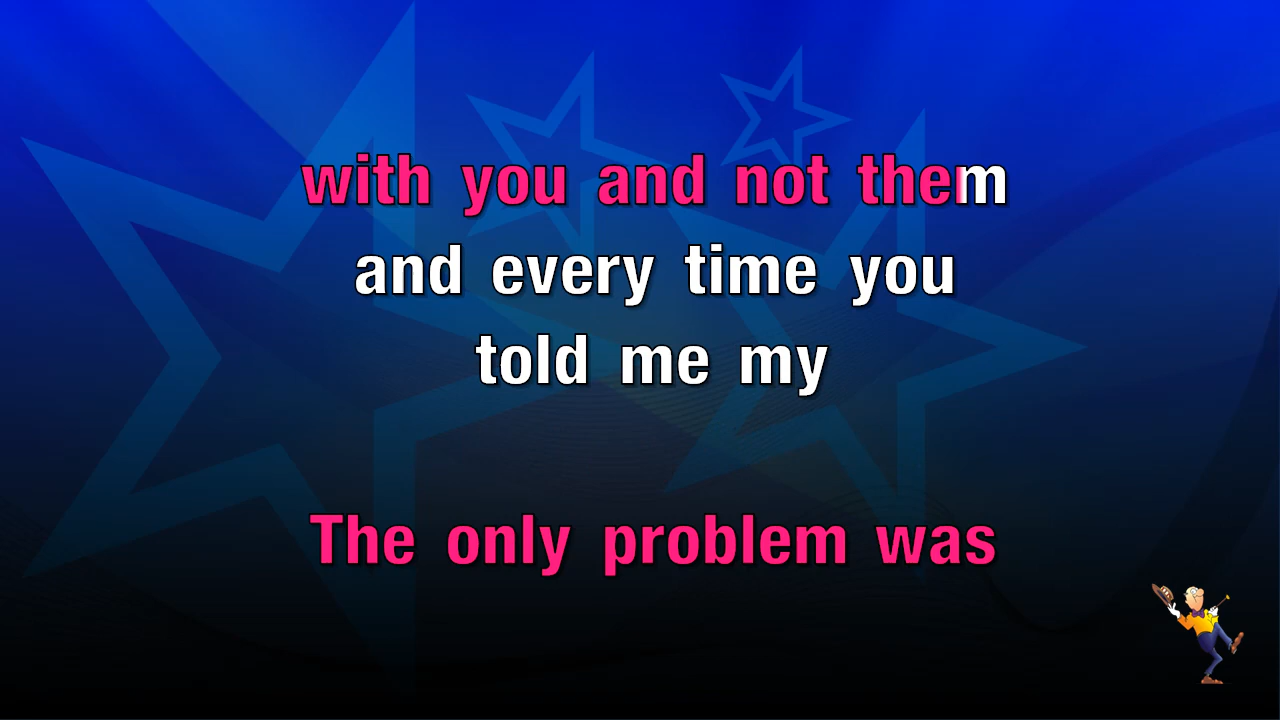 with you and not them
and every time you
told me my
The only problem was